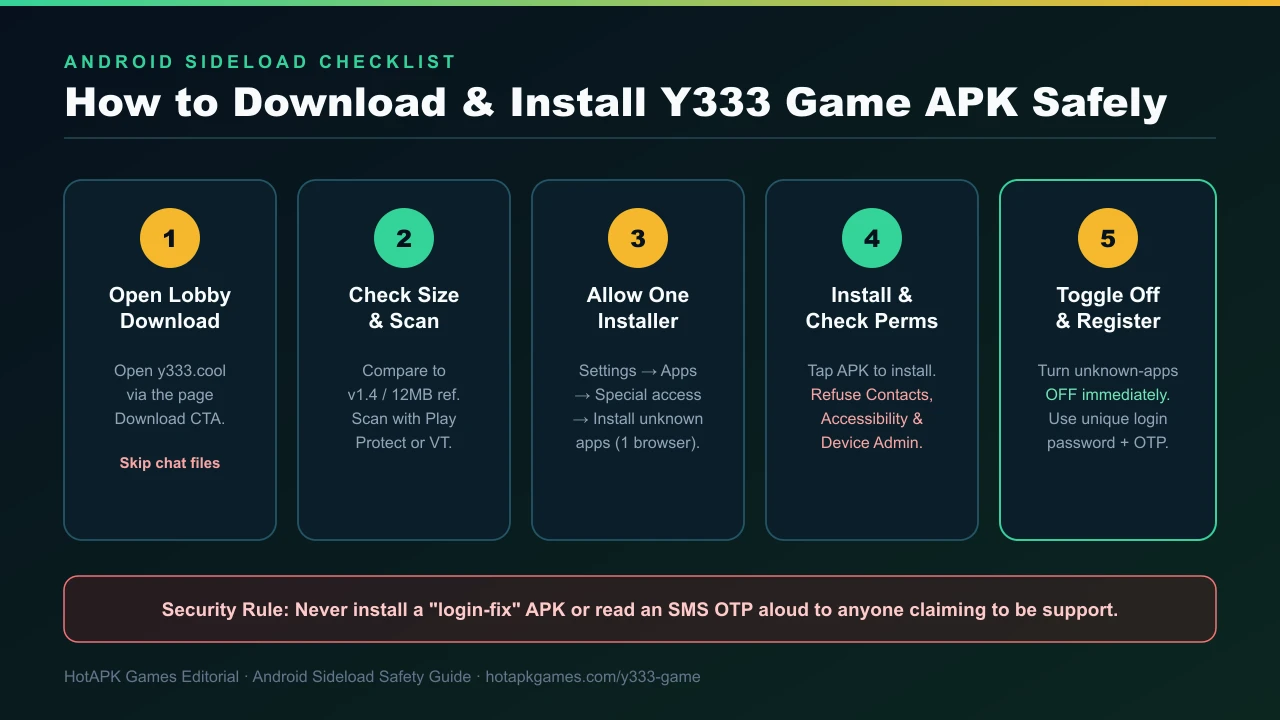 ANDROID SIDELOAD CHECKLIST
How to Download & Install Y333 Game APK Safely
1
Open Lobby
Download
Open y333.cool
via the page
Download CTA.
Skip chat files
2
Check Size
& Scan
Compare to
v1.4 / 12MB ref.
Scan with Play
Protect or VT.
3
Allow One
Installer
Settings → Apps
→ Special access
→ Install unknown
apps (1 browser).
4
Install &
Check Perms
Tap APK to install.
Refuse Contacts,
Accessibility &
Device Admin.
5
Toggle Off
& Register
Turn unknown-apps
OFF immediately.
Use unique login
password + OTP.
Security Rule: Never install a "login-fix" APK or read an SMS OTP aloud to anyone claiming to be support.
HotAPK Games Editorial · Android Sideload Safety Guide · hotapkgames.com/y333-game